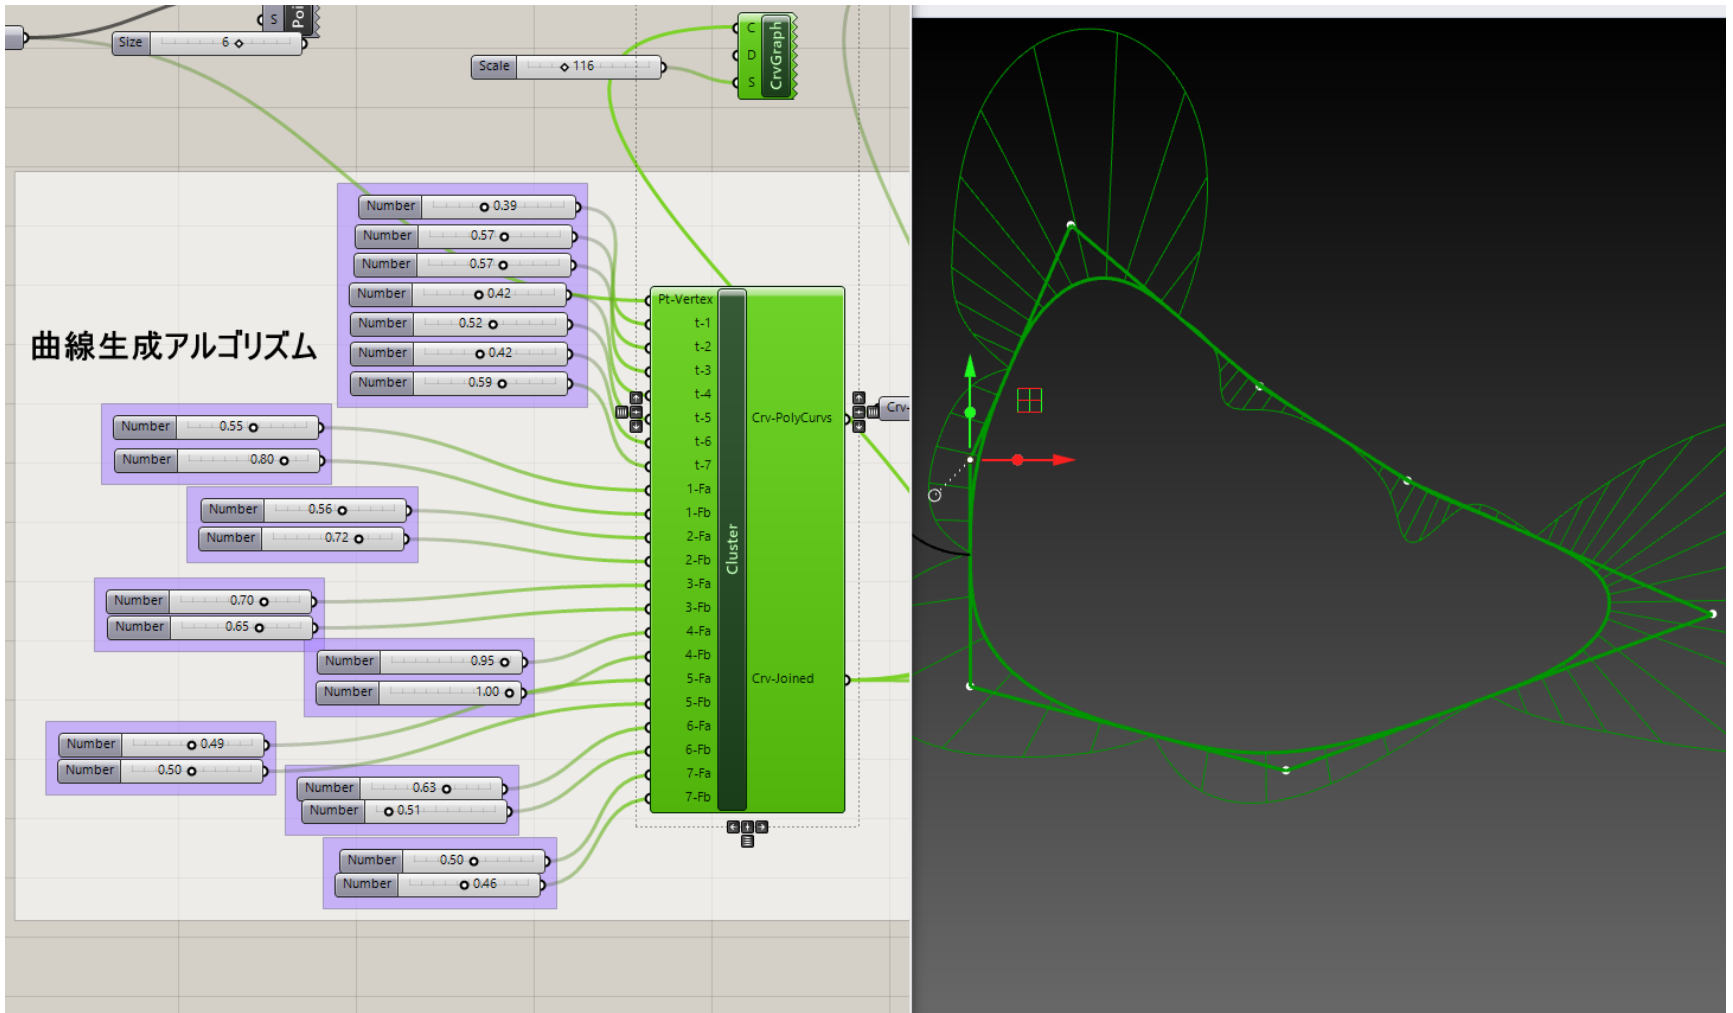 S
Poi
Size 6
Scale 116
C
D
S
CrvGraph
Number 0.39
Number 0.57
Number 0.57
Number 0.42
Number 0.52
Number 0.42
Number 0.59
曲線生成アルゴリズム
Number 0.55
Number 0.80
Number 0.56
Number 0.72
Number 0.70
Number 0.65
Number 0.95
Number 1.00
Number 0.49
Number 0.50
Number 0.63
Number 0.51
Number 0.50
Number 0.46
Pt-Vertex
t-1
t-2
t-3
t-4
t-5
t-6
t-7
1-Fa
1-Fb
2-Fa
2-Fb
3-Fa
3-Fb
4-Fa
4-Fb
5-Fa
5-Fb
6-Fa
6-Fb
7-Fa
7-Fb
Cluster
Crv-PolyCurvs
Crv-Joined
Crv-